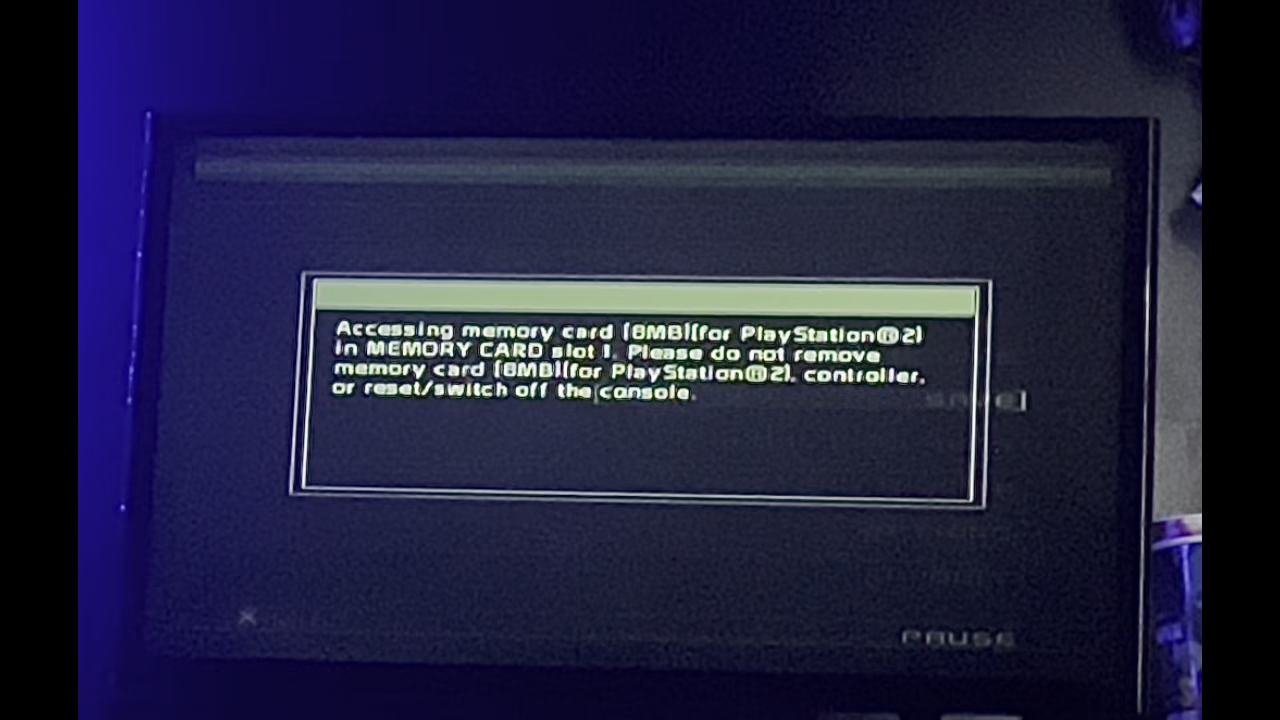 Accessing memory card (8MB)(for PlayStation®2)
in MEMORY CARD slot 1. Please do not remove
memory card (8MB)(for PlayStation®2), controller,
or reset/switch off the console.
PAUSE